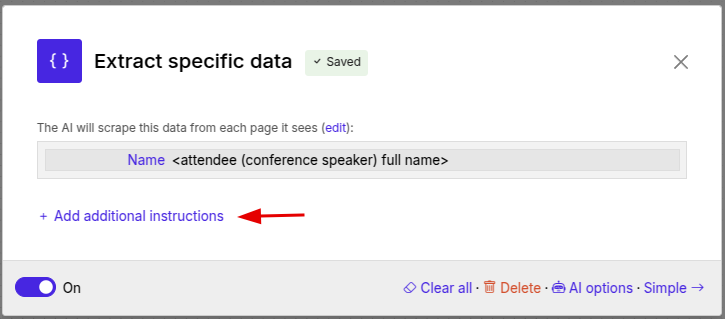 { } Extract specific data ✓ Saved
The AI will scrape this data from each page it sees (edit):
Name <attendee (conference speaker) full name>
+ Add additional instructions
On Clear all · Delete · AI options · Simple →